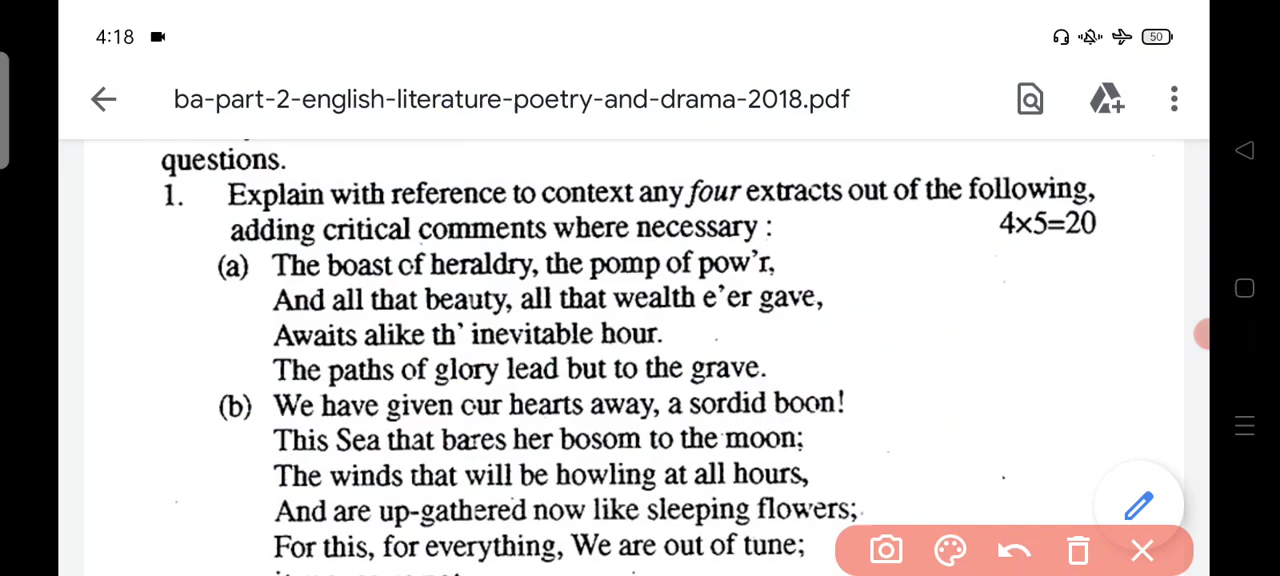 4:18
50
ba-part-2-english-literature-poetry-and-drama-2018.pdf
questions.
1. Explain with reference to context any four extracts out of the following,
adding critical comments where necessary : 4×5=20
(a) The boast cf heraldry, the pomp of pow'r,
And all that beauty, all that wealth e'er gave,
Awaits alike th' inevitable hour.
The paths of glory lead but to the grave.
(b) We have given cur hearts away, a sordid boon!
This Sea that bares her bosom to the moon;
The winds that will be howling at all hours,
And are up-gathered now like sleeping flowers;
For this, for everything, We are out of tune;